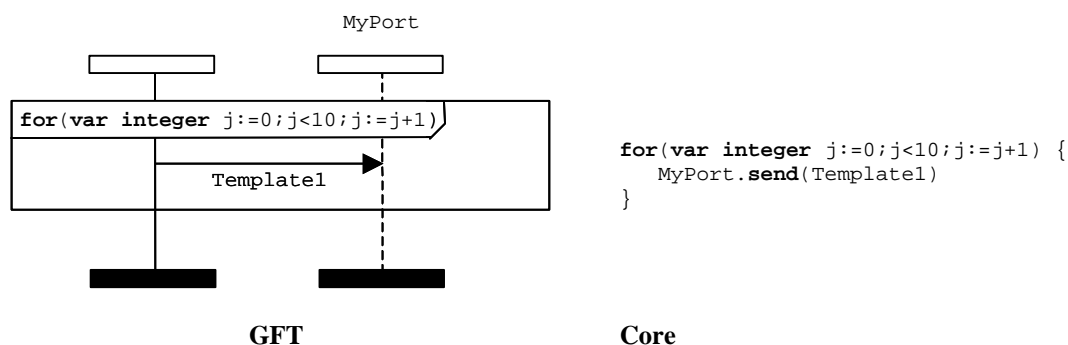 MyPort
for(var integer j:=0;j<10;j:=j+1)
Template1
for(var integer j:=0;j<10;j:=j+1) {
MyPort.send(Template1)
}
GFT
Core